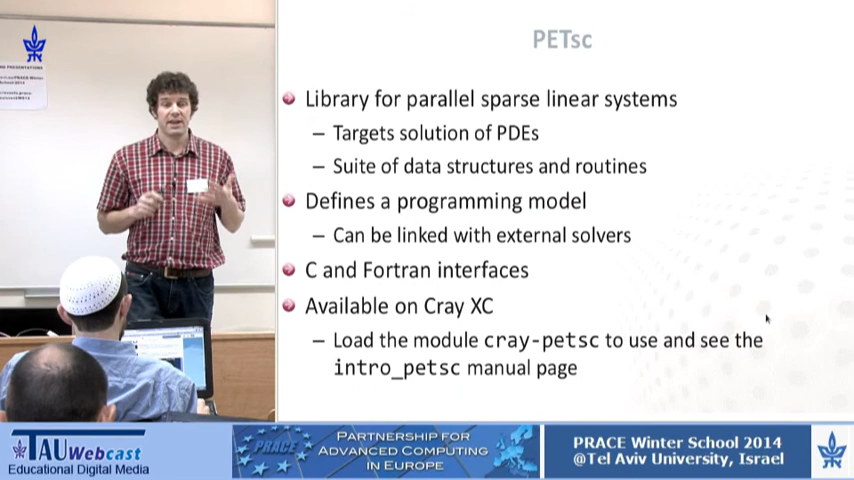 PETsc
Library for parallel sparse linear systems
– Targets solution of PDEs
– Suite of data structures and routines
Defines a programming model
– Can be linked with external solvers
C and Fortran interfaces
Available on Cray XC
– Load the module cray-petsc to use and see the
intro_petsc manual page
TAU Webcast
Educational Digital Media
PRACE
PARTNERSHIP FOR
ADVANCED COMPUTING
IN EUROPE
PRACE Winter School 2014
@Tel Aviv University, Israel